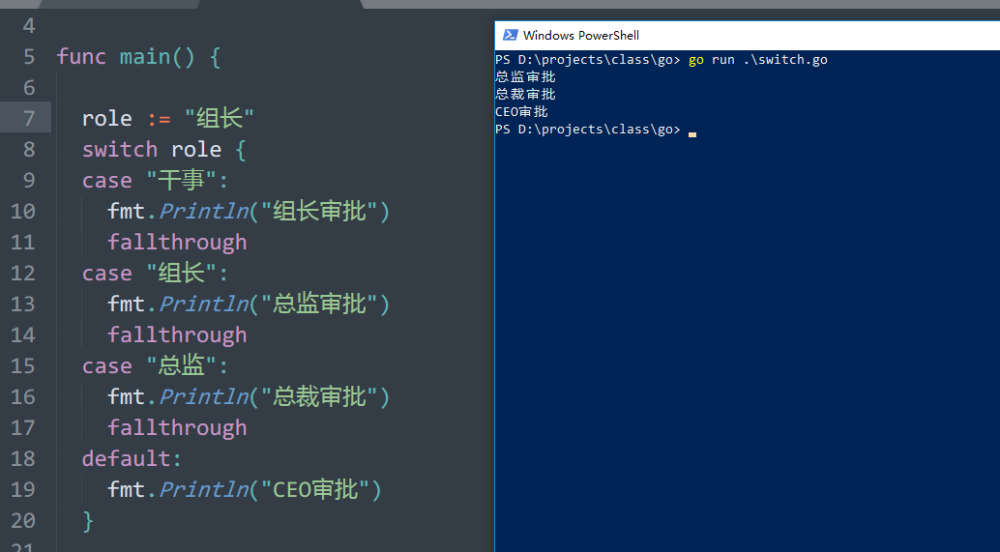 4
5 func main() {
6
7 role := "组长"
8 switch role {
9 case "干事":
10 fmt.Println("组长审批")
11 fallthrough
12 case "组长":
13 fmt.Println("总监审批")
14 fallthrough
15 case "总监":
16 fmt.Println("总裁审批")
17 fallthrough
18 default:
19 fmt.Println("CEO审批")
20 }
21
Windows PowerShell
PS D:\projects\class\go> go run .\switch.go
总监审批
总裁审批
CEO审批
PS D:\projects\class\go>